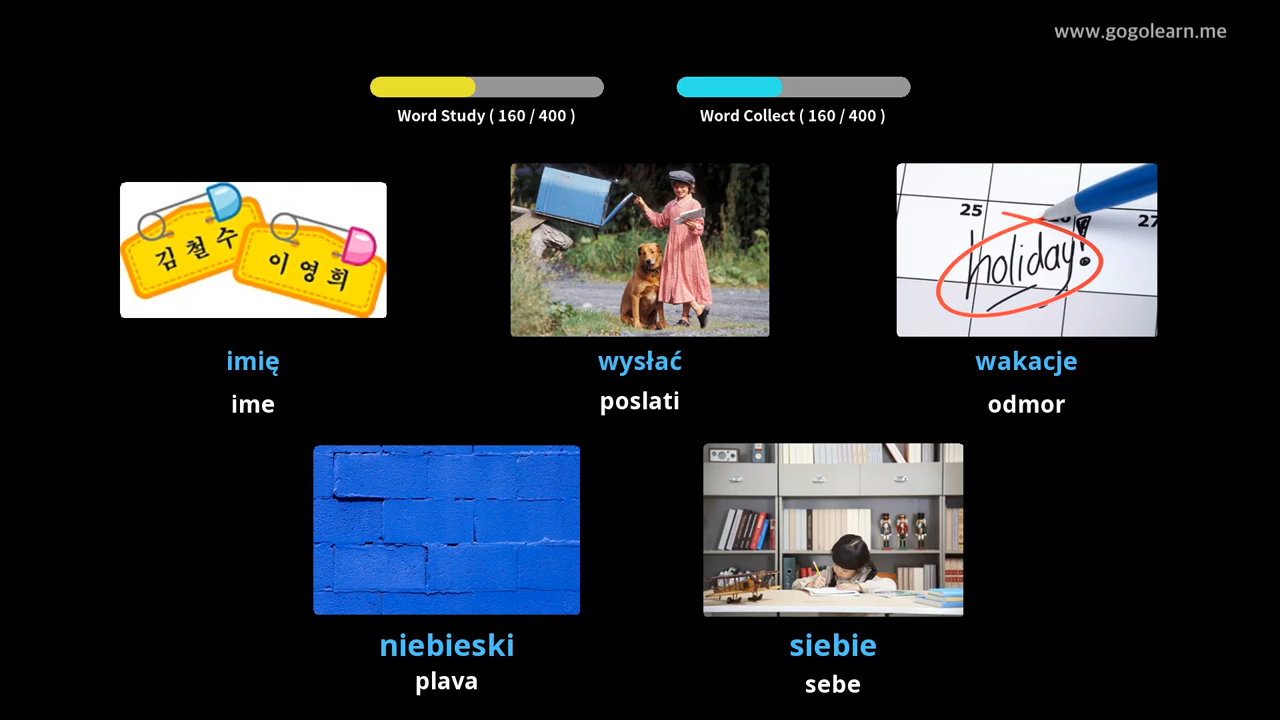 www.gogolearn.me
Word Study ( 160 / 400 )
Word Collect ( 160 / 400 )
김철수
이영희
25
27
holiday!
imię
ime
wysłać
poslati
wakacje
odmor
niebieski
plava
siebie
sebe